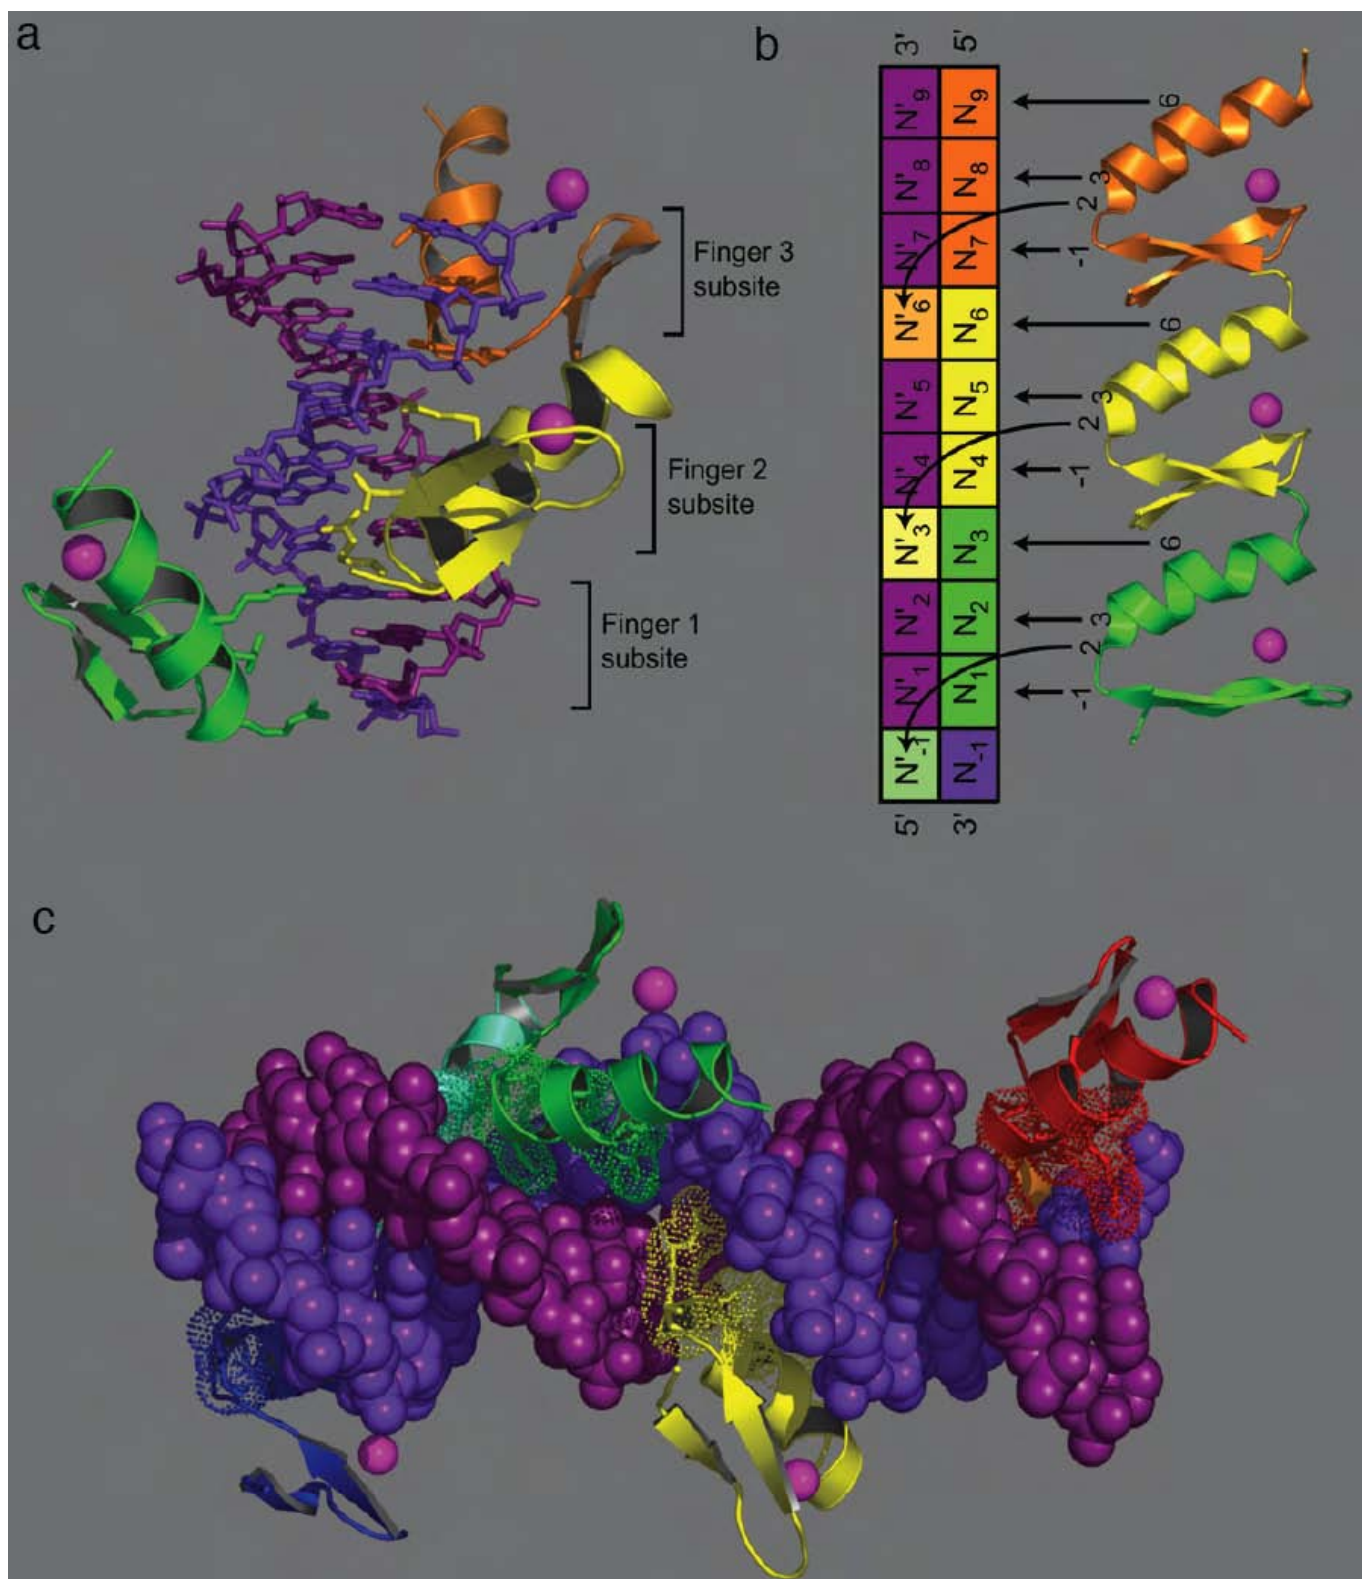 a
Finger 3
subsite
Finger 2
subsite
Finger 1
subsite
b
3' 5'
N'9 N9 6
N'8 N8 3
2
N'7 N7 -1
N'6 N6 6
N'5 N5 3
2
N'4 N4 -1
N'3 N3 6
N'2 N2 3
2
N'1 N1 -1
N'-1 N-1
5' 3'
c